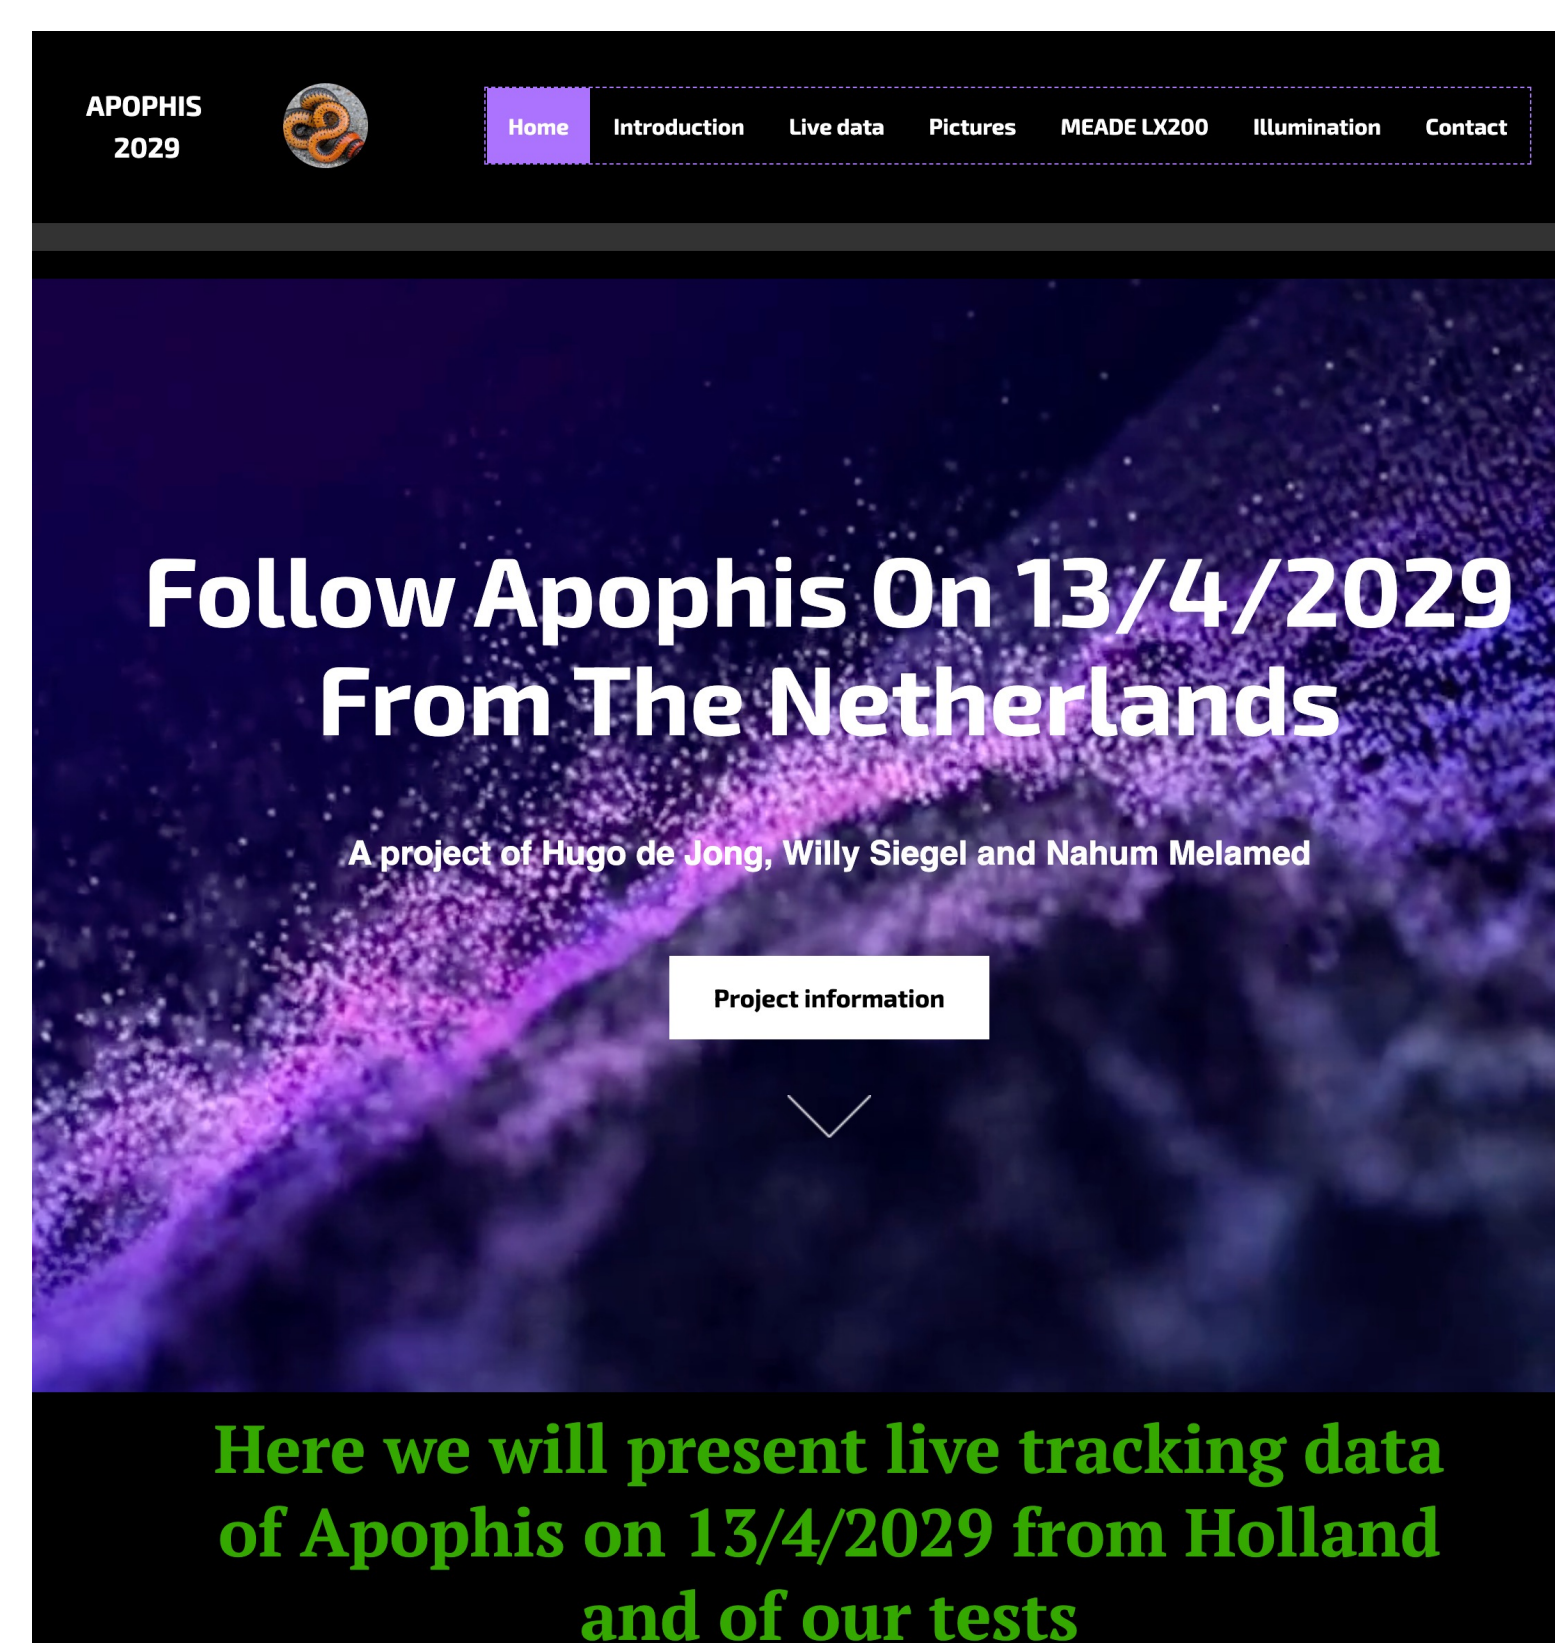 APOPHIS
2029
Home Introduction Live data Pictures MEADE LX200 Illumination Contact
Follow Apophis On 13/4/2029
From The Netherlands
A project of Hugo de Jong, Willy Siegel and Nahum Melamed
Project information
Here we will present live tracking data
of Apophis on 13/4/2029 from Holland
and of our tests